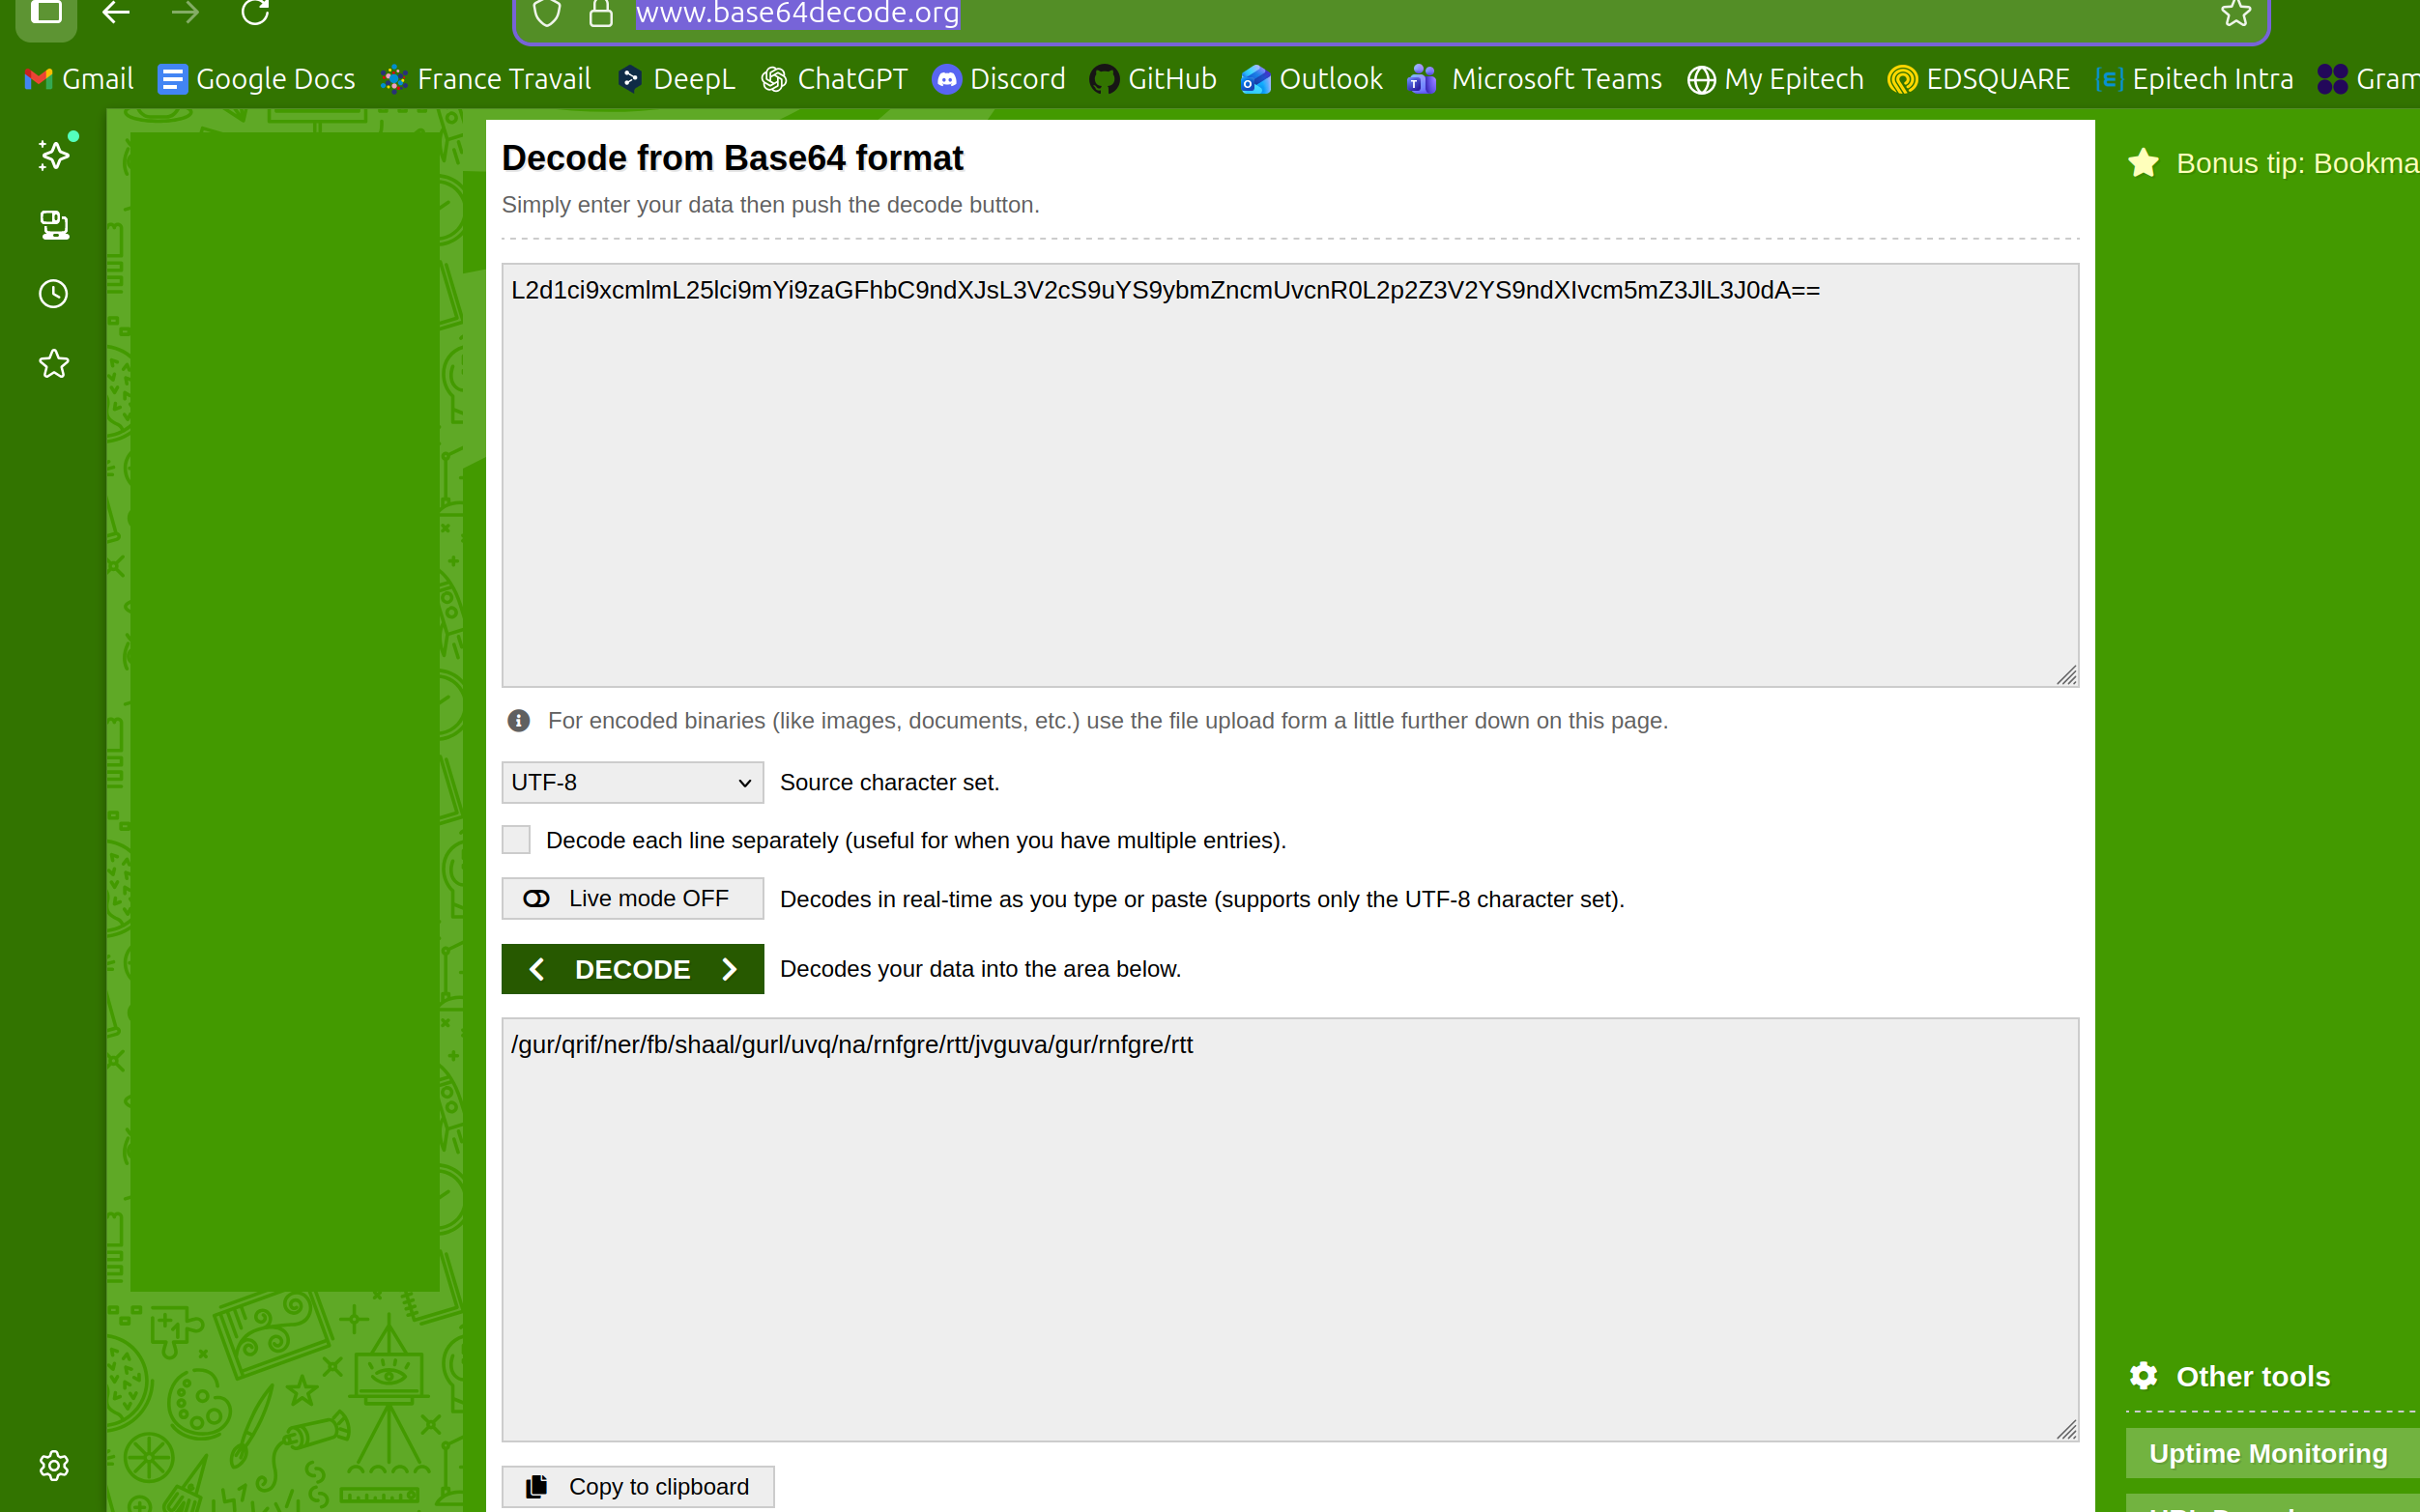 www.base64decode.org
Gmail Google Docs France Travail DeepL ChatGPT Discord GitHub Outlook Microsoft Teams My Epitech EDSQUARE Epitech Intra Gram
Decode from Base64 format
Bonus tip: Bookma
Simply enter your data then push the decode button.
L2d1ci9xcmlmL25lci9mYi9zaGFhbC9ndXJsL3V2cS9uYS9ybmZncmUvcnR0L2p2Z3V2YS9ndXIvcm5mZ3JlL3J0dA==
For encoded binaries (like images, documents, etc.) use the file upload form a little further down on this page.
UTF-8 Source character set.
Decode each line separately (useful for when you have multiple entries).
Live mode OFF Decodes in real-time as you type or paste (supports only the UTF-8 character set).
DECODE Decodes your data into the area below.
/gur/qrif/ner/fb/shaal/gurl/uvq/na/rnfgre/rtt/jvguva/gur/rnfgre/rtt
Other tools
Uptime Monitoring
Copy to clipboard